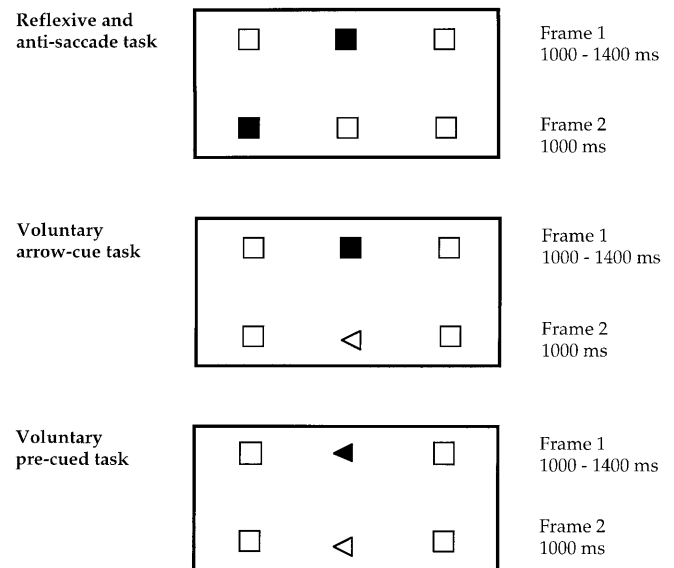 Reflexive and
anti-saccade task
Frame 1
1000 - 1400 ms
Frame 2
1000 ms
Voluntary
arrow-cue task
Frame 1
1000 - 1400 ms
Frame 2
1000 ms
Voluntary
pre-cued task
Frame 1
1000 - 1400 ms
Frame 2
1000 ms